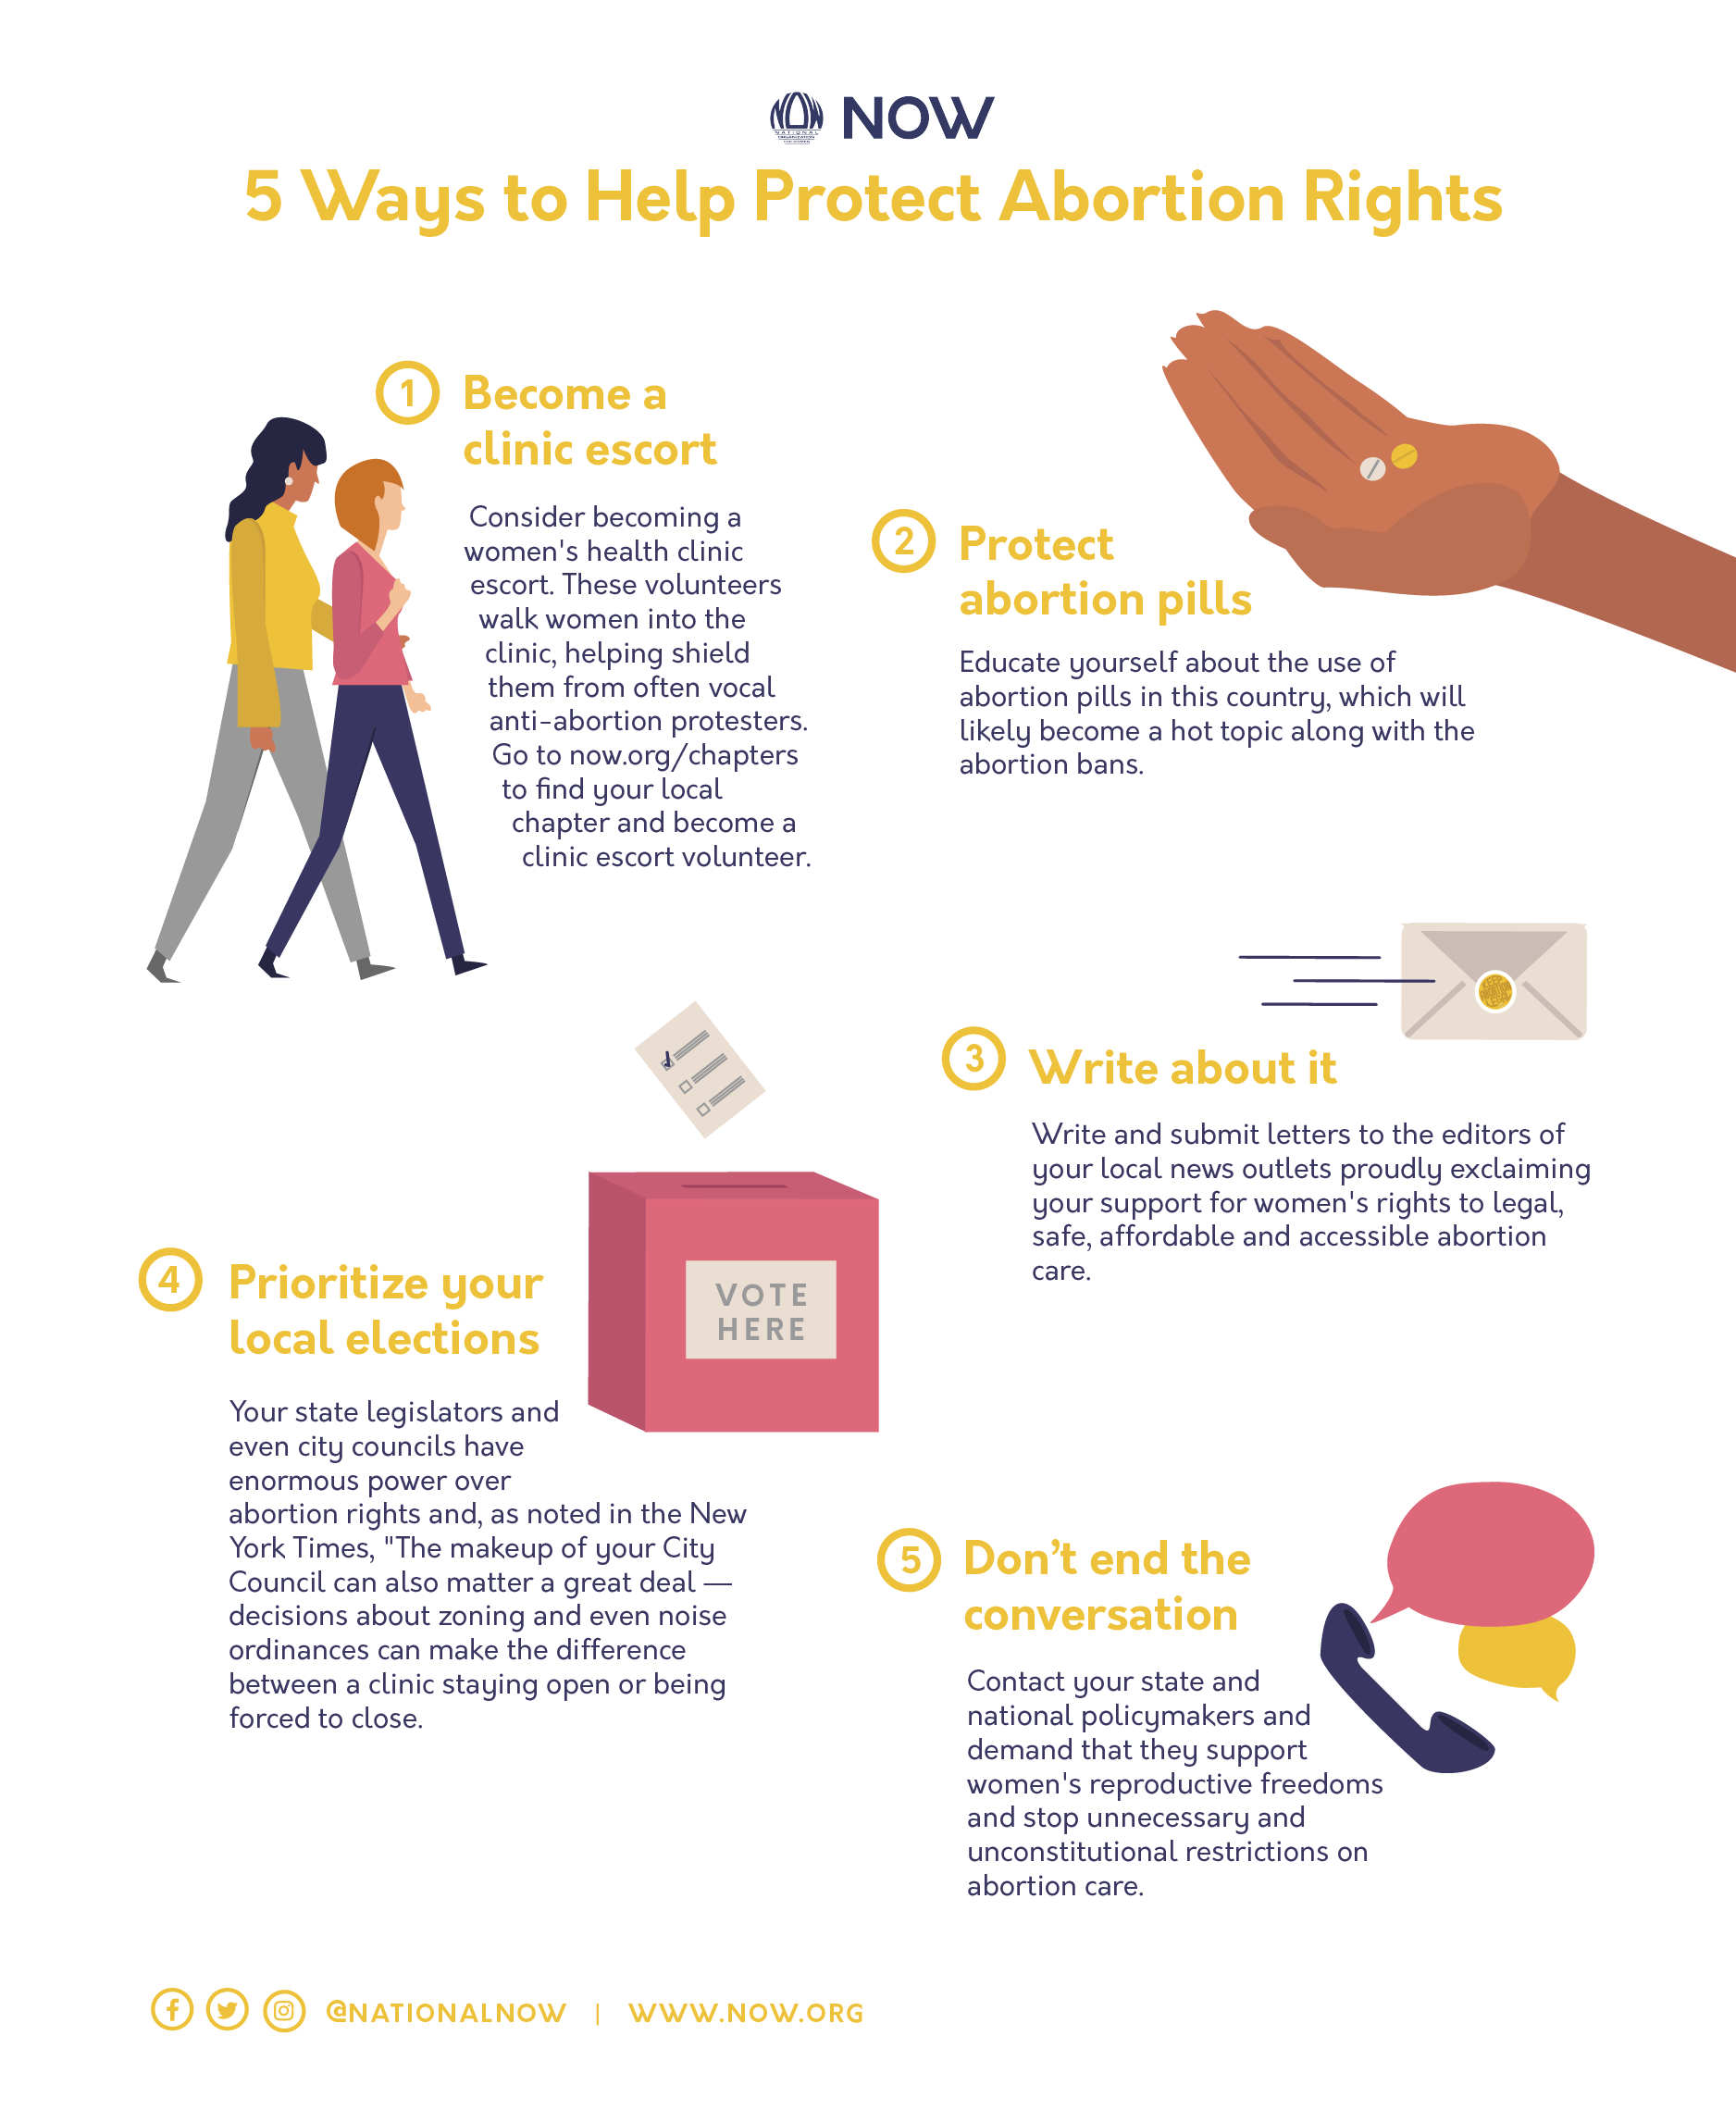 NATIONAL
ORGANIZATION
FOR WOMEN
NOW
5 Ways to Help Protect Abortion Rights
1
Become a
clinic escort
Consider becoming a
women's health clinic
escort. These volunteers
walk women into the
clinic, helping shield
them from often vocal
anti-abortion protesters.
Go to now.org/chapters
to find your local
chapter and become a
clinic escort volunteer.
2
Protect
abortion pills
Educate yourself about the use of
abortion pills in this country, which will
likely become a hot topic along with the
abortion bans.
KEEP
ABORTION
LEGAL
3
Write about it
Write and submit letters to the editors of
your local news outlets proudly exclaiming
your support for women's rights to legal,
safe, affordable and accessible abortion
care.
VOTE
HERE
4
Prioritize your
local elections
Your state legislators and
even city councils have
enormous power over
abortion rights and, as noted in the New
York Times, "The makeup of your City
Council can also matter a great deal —
decisions about zoning and even noise
ordinances can make the difference
between a clinic staying open or being
forced to close.
5
Don’t end the
conversation
Contact your state and
national policymakers and
demand that they support
women's reproductive freedoms
and stop unnecessary and
unconstitutional restrictions on
abortion care.
@NATIONALNOW | WWW.NOW.ORG